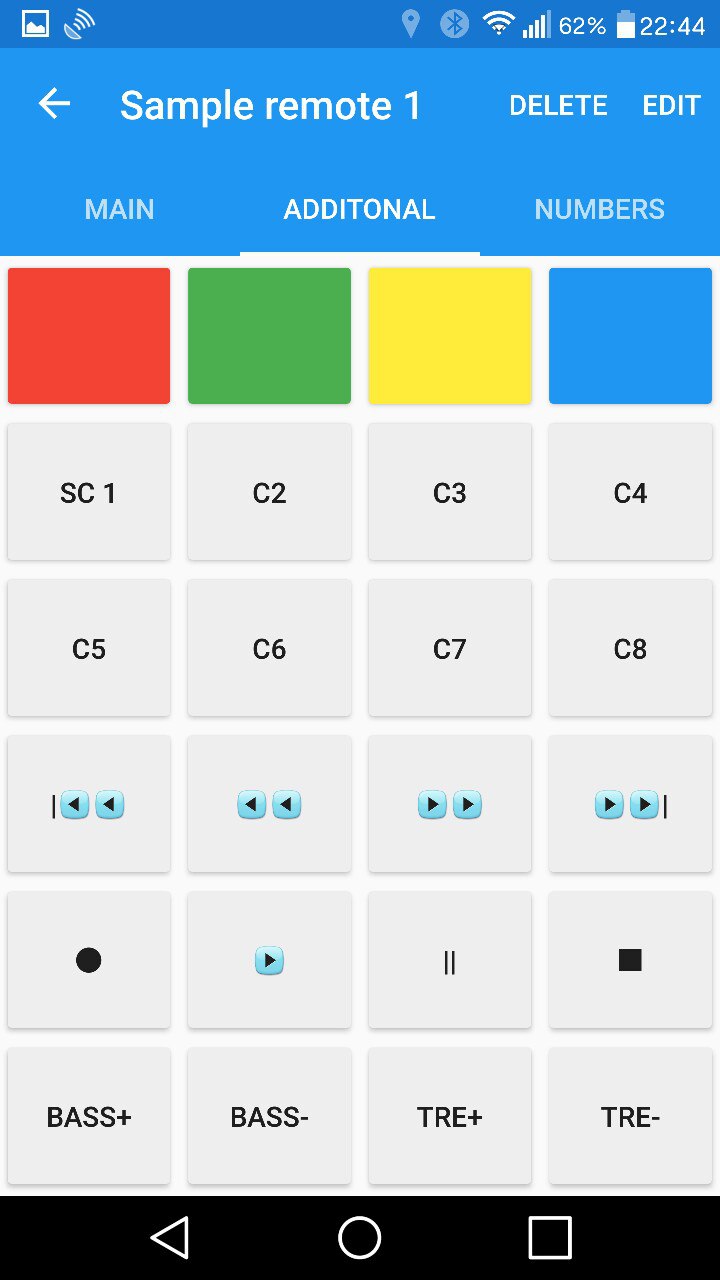 62% 22:44
Sample remote 1 DELETE EDIT
MAIN ADDITONAL NUMBERS
SC 1 C2 C3 C4
C5 C6 C7 C8
|◀◀ ◀◀ ▶▶ ▶▶|
● ▶ || ■
BASS+ BASS- TRE+ TRE-